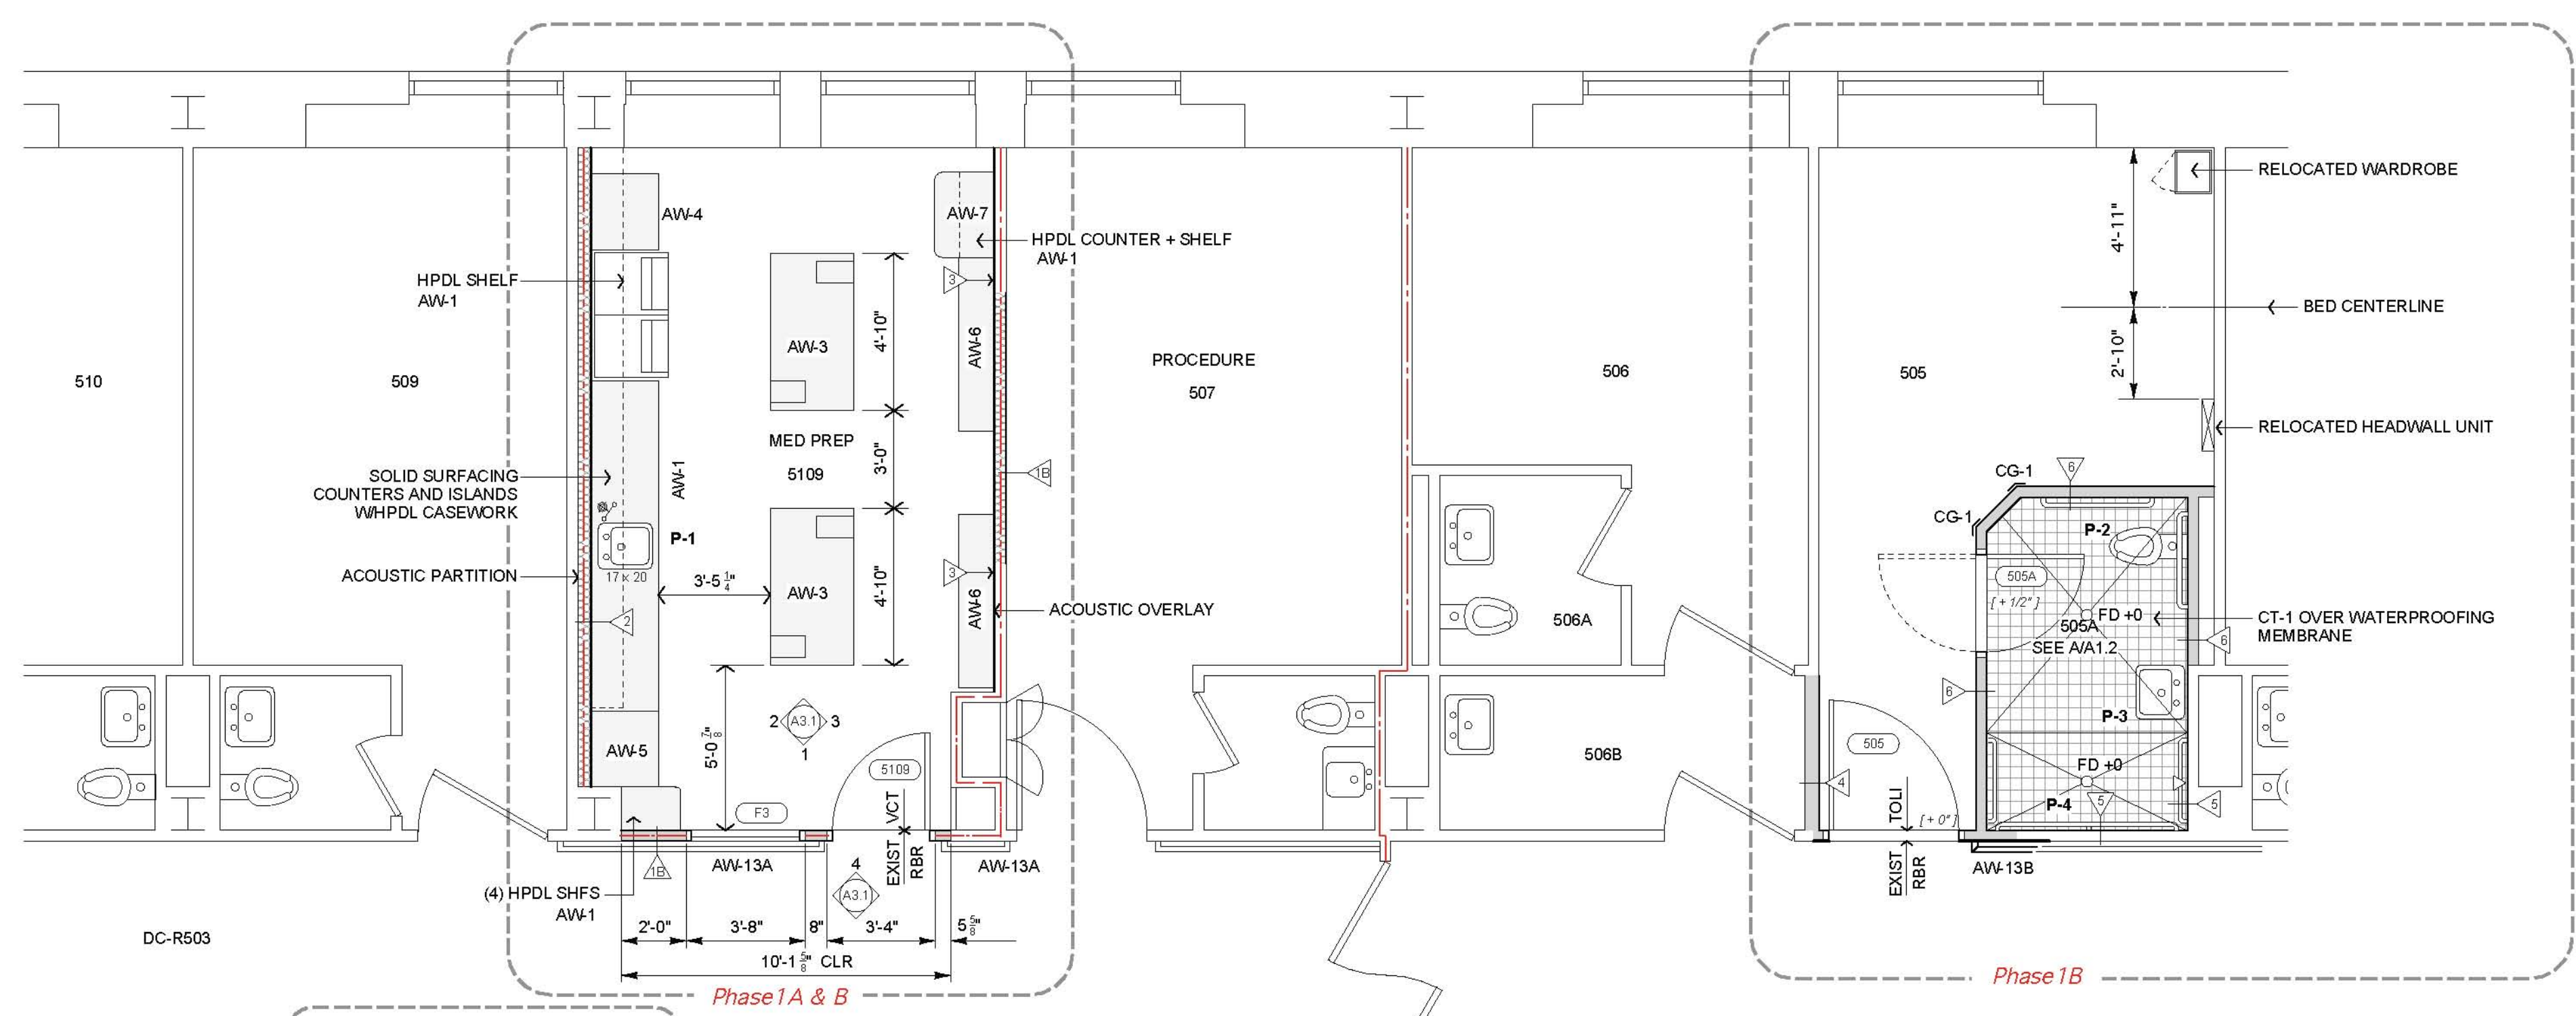 RELOCATED WARDROBE
AW-4
AW-7
4'-11"
HPDL COUNTER + SHELF
AW-1
HPDL SHELF
AW-1
3
BED CENTERLINE
AW-3
4'-10"
AW-6
PROCEDURE
507
2'-10"
510
509
506
505
RELOCATED HEADWALL UNIT
MED PREP
5109
3'-0"
1B
CG-1
6
SOLID SURFACING
COUNTERS AND ISLANDS
W/HPDL CASEWORK
AW-1
CG-1
P-2
P-1
17 x 20
ACOUSTIC PARTITION
3'-5 1/4"
AW-3
4'-10"
3
AW-6
ACOUSTIC OVERLAY
505A
[ + 1/2" ]
FD +0
505A
SEE A/A1.2
CT-1 OVER WATERPROOFING
MEMBRANE
2
506A
6
6
P-3
2 A3.1 3
1
AW-5
5'-0 7/8"
5109
506B
505
FD +0
4
P-4
5
5
F3
VCT
TOLI
[ + 0" ]
EXIST
RBR
EXIST
RBR
1B
AW-13A
4
A3.1
AW-13A
AW-13B
(4) HPDL SHFS
AW-1
2'-0"
3'-8"
8"
3'-4"
5 5/8"
DC-R503
10'-1 5/8" CLR
Phase1A & B
Phase1B